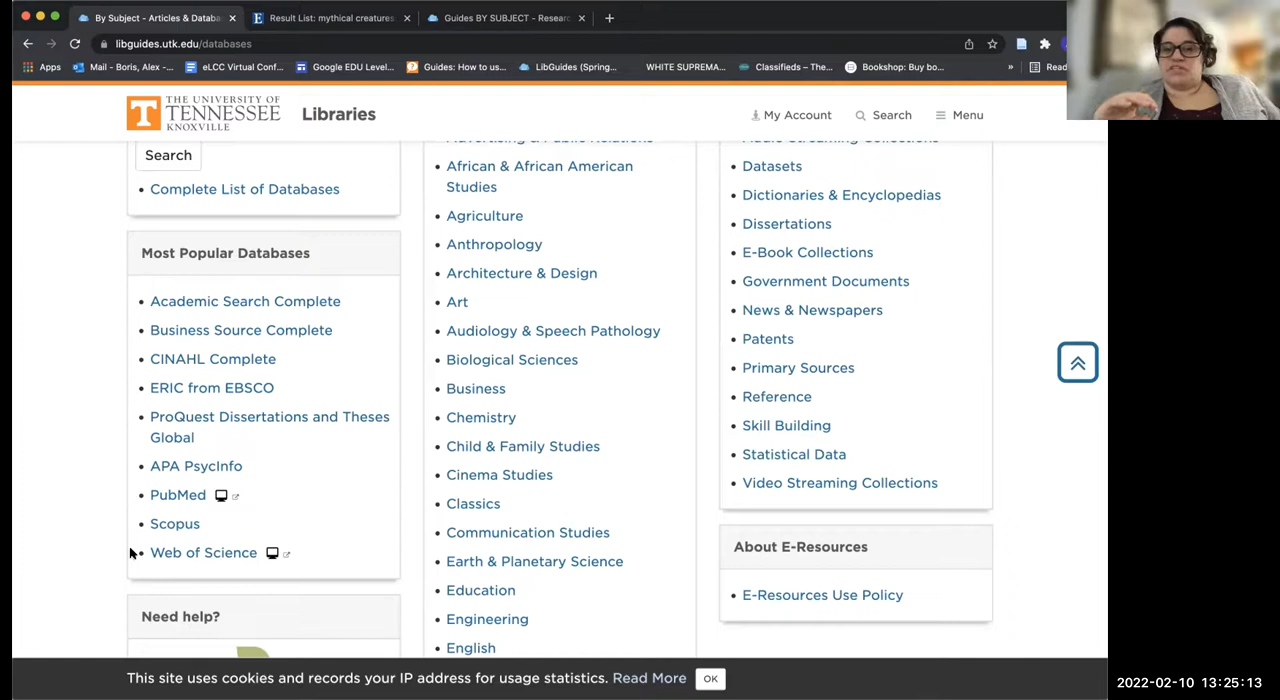 By Subject - Articles & Databa
Result List: mythical creatures
Guides BY SUBJECT - Researc
libguides.utk.edu/databases
Apps
Mail - Boris, Alex -...
eLCC Virtual Conf...
Google EDU Level...
Guides: How to us...
LibGuides (Spring...
WHITE SUPREMA...
Classifieds – The...
Bookshop: Buy bo...
»
Read
THE UNIVERSITY OF
TENNESSEE
KNOXVILLE
Libraries
My Account
Search
Menu
Search
Complete List of Databases
Most Popular Databases
Academic Search Complete
Business Source Complete
CINAHL Complete
ERIC from EBSCO
ProQuest Dissertations and Theses
Global
APA PsycInfo
PubMed
Scopus
Web of Science
Need help?
Advertising & Public Relations
African & African American
Studies
Agriculture
Anthropology
Architecture & Design
Art
Audiology & Speech Pathology
Biological Sciences
Business
Chemistry
Child & Family Studies
Cinema Studies
Classics
Communication Studies
Earth & Planetary Science
Education
Engineering
English
Audio Streaming Collections
Datasets
Dictionaries & Encyclopedias
Dissertations
E-Book Collections
Government Documents
News & Newspapers
Patents
Primary Sources
Reference
Skill Building
Statistical Data
Video Streaming Collections
About E-Resources
E-Resources Use Policy
This site uses cookies and records your IP address for usage statistics. Read More OK
2022-02-10 13:25:13